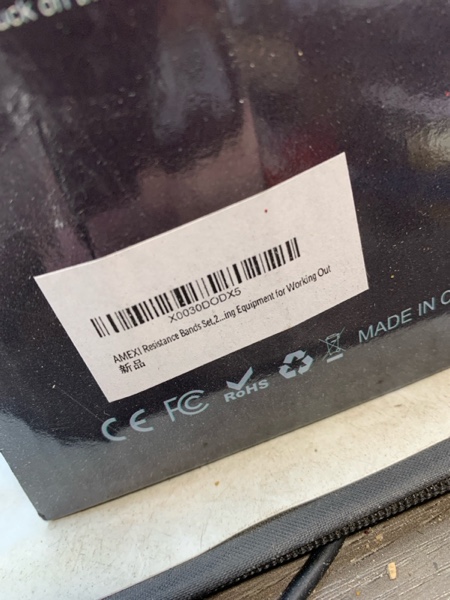 X0030DODX5
AMEXI Resistance Bands Set,2...ing Equipment for Working Out
新品
CE FC RoHS
MADE IN C